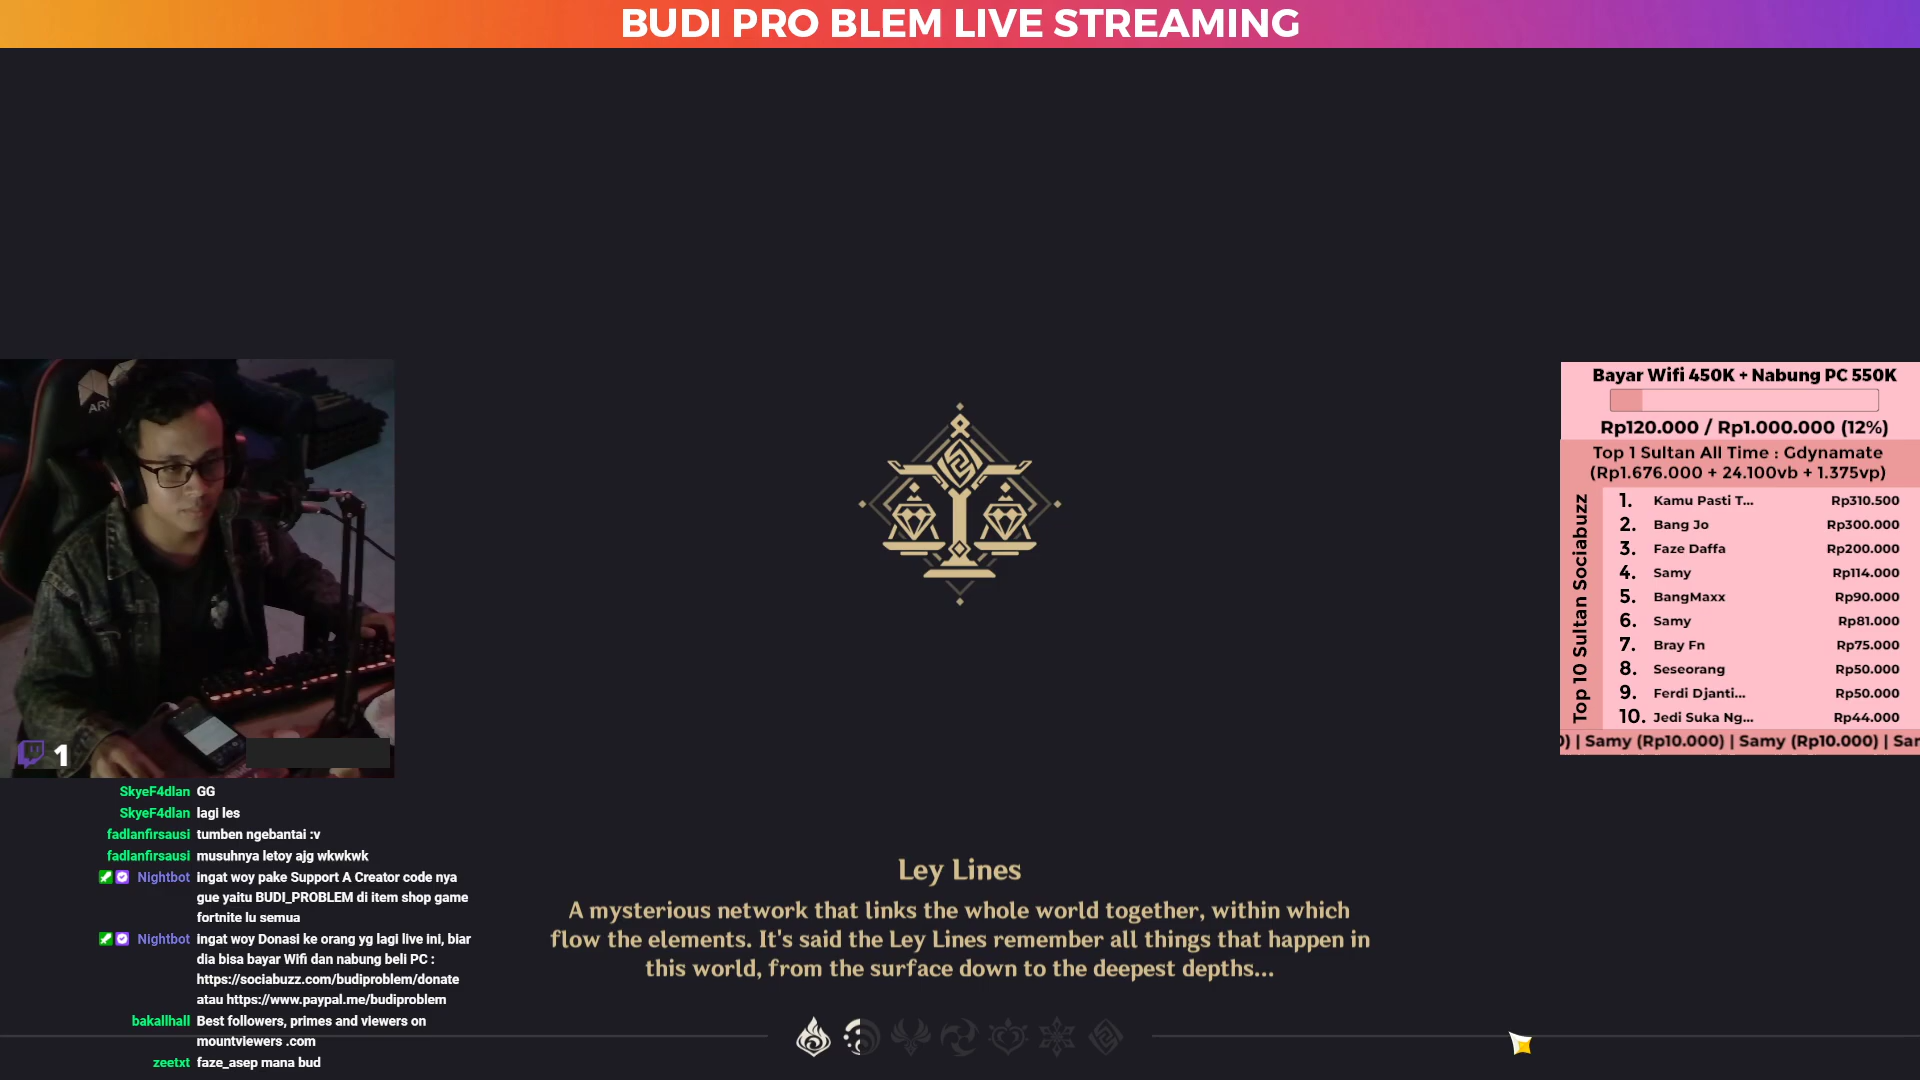 BUDI PRO BLEM LIVE STREAMING
AR
1
SkyeF4dlan GG
SkyeF4dlan lagi les
fadlanfirsausi tumben ngebantai :v
fadlanfirsausi musuhnya letoy ajg wkwkwk
Nightbot ingat woy pake Support A Creator code nya
gue yaitu BUDI_PROBLEM di item shop game
fortnite lu semua
Nightbot ingat woy Donasi ke orang yg lagi live ini, biar
dia bisa bayar Wifi dan nabung beli PC :
https://sociabuzz.com/budiproblem/donate
atau https://www.paypal.me/budiproblem
bakallhall Best followers, primes and viewers on
mountviewers .com
zeetxt faze_asep mana bud
Ley Lines
A mysterious network that links the whole world together, within which
flow the elements. It's said the Ley Lines remember all things that happen in
this world, from the surface down to the deepest depths...
Bayar Wifi 450K + Nabung PC 550K
Rp120.000 / Rp1.000.000 (12%)
Top 1 Sultan All Time : Gdynamate
(Rp1.676.000 + 24.100vb + 1.375vp)
Top 10 Sultan Sociabuzz
1. Kamu Pasti T... Rp310.500
2. Bang Jo Rp300.000
3. Faze Daffa Rp200.000
4. Samy Rp114.000
5. BangMaxx Rp90.000
6. Samy Rp81.000
7. Bray Fn Rp75.000
8. Seseorang Rp50.000
9. Ferdi Djanti... Rp50.000
10. Jedi Suka Ng... Rp44.000
0) | Samy (Rp10.000) | Samy (Rp10.000) | Sam